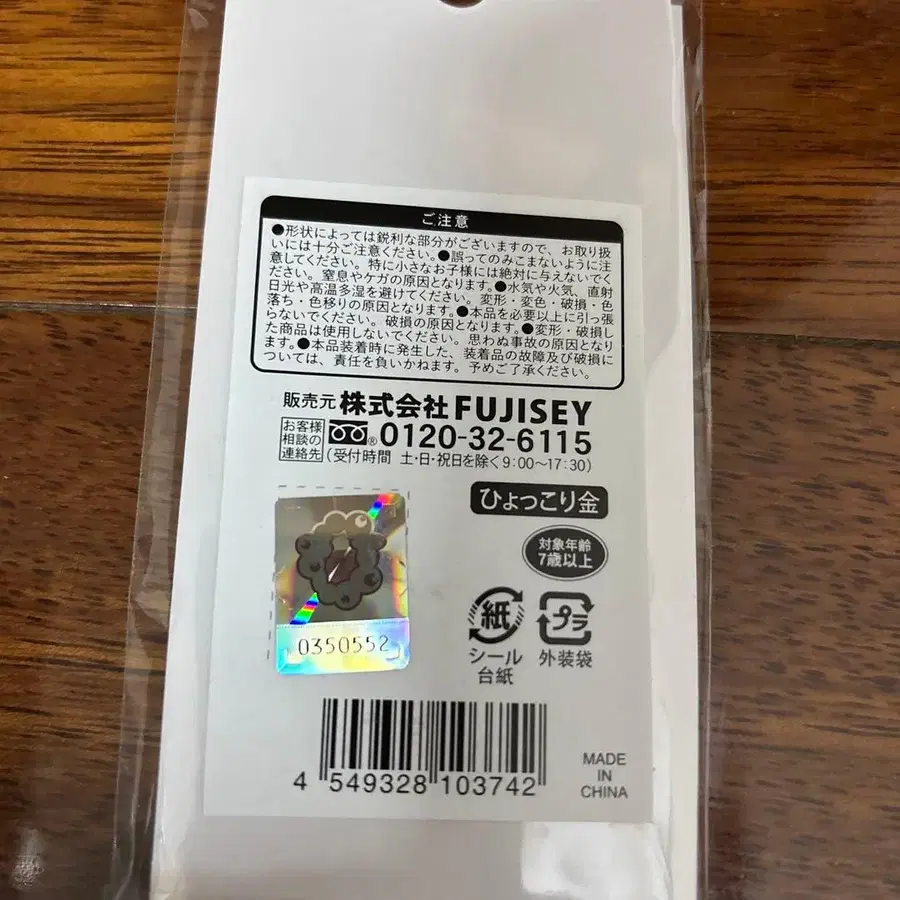 ご注意
●形状によっては鋭利な部分がございますので、お取り扱
いには十分ご注意ください。●誤ってのみこまないように注
意してください。特に小さなお子様には絶対に与えないでく
ださい。窒息やケガの原因となります。●水気や火気、直射
日光や高温多湿を避けてください。変形・変色・破損・色
落ち・色移りの原因となります。●本品を必要以上に引っ張
らないでください。破損の原因となります。●変形・破損し
た商品は使用しないでください。思わぬ事故の原因となりま
す。●本品装着時に発生した、装着品の故障及び破損に
ついては、責任を負いかねます。予めご了承ください。
販売元 株式会社 FUJISEY
お客様
相談の
連絡先
® 0120-32-6115
(受付時間 土・日・祝日を除く9:00〜17:30)
ひょっこり金
対象年齢
7歳以上
0350552
紙
シール
台紙
プラ
外装袋
4 549328 103742
MADE
IN
CHINA